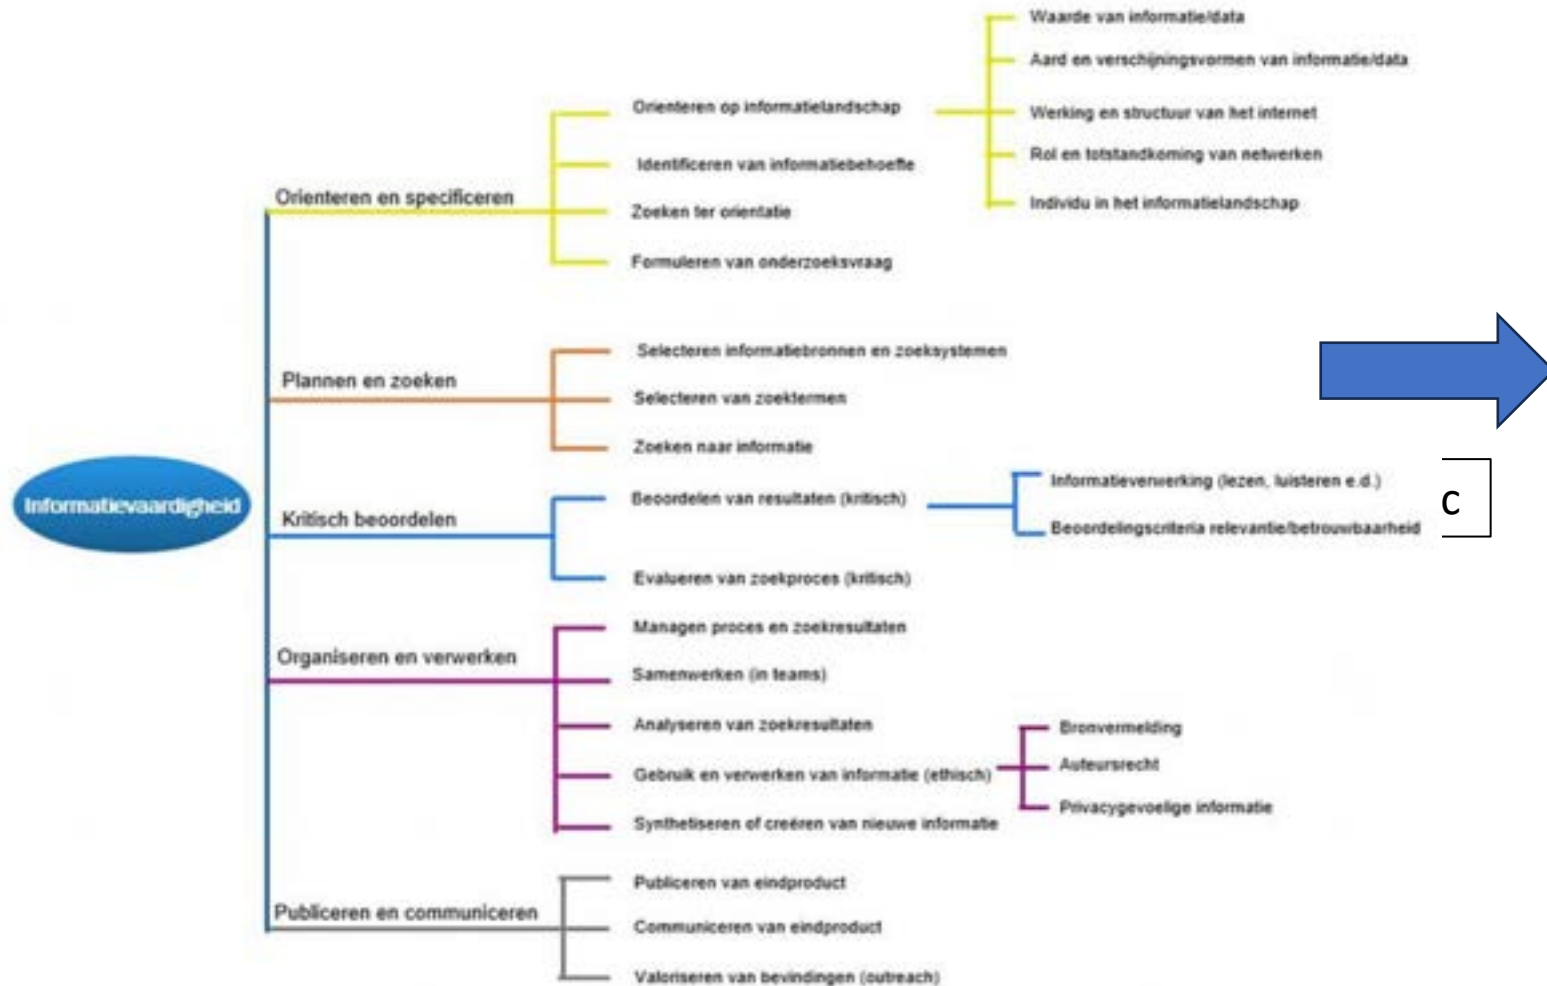 Informatievaardigheid
Orienteren en specificeren
Orienteren op informatielandschap
Waarde van informatie/data
Aard en verschijningsvormen van informatie/data
Werking en structuur van het internet
Rol en totstandkoming van netwerken
Individu in het informatielandschap
Identificeren van informatiebehoefte
Zoeken ter orientatie
Formuleren van onderzoeksvraag
Plannen en zoeken
Selecteren informatiebronnen en zoeksystemen
Selecteren van zoektermen
Zoeken naar informatie
Kritisch beoordelen
Beoordelen van resultaten (kritisch)
Informatieverwerking (lezen, luisteren e.d.)
Beoordelingscriteria relevantie/betrouwbaarheid
c
Evalueren van zoekproces (kritisch)
Organiseren en verwerken
Managen proces en zoekresultaten
Samenwerken (in teams)
Analyseren van zoekresultaten
Gebruik en verwerken van informatie (ethisch)
Bronvermelding
Auteursrecht
Privacygevoelige informatie
Synthetiseren of creëren van nieuwe informatie
Publiceren en communiceren
Publiceren van eindproduct
Communiceren van eindproduct
Valoriseren van bevindingen (outreach)